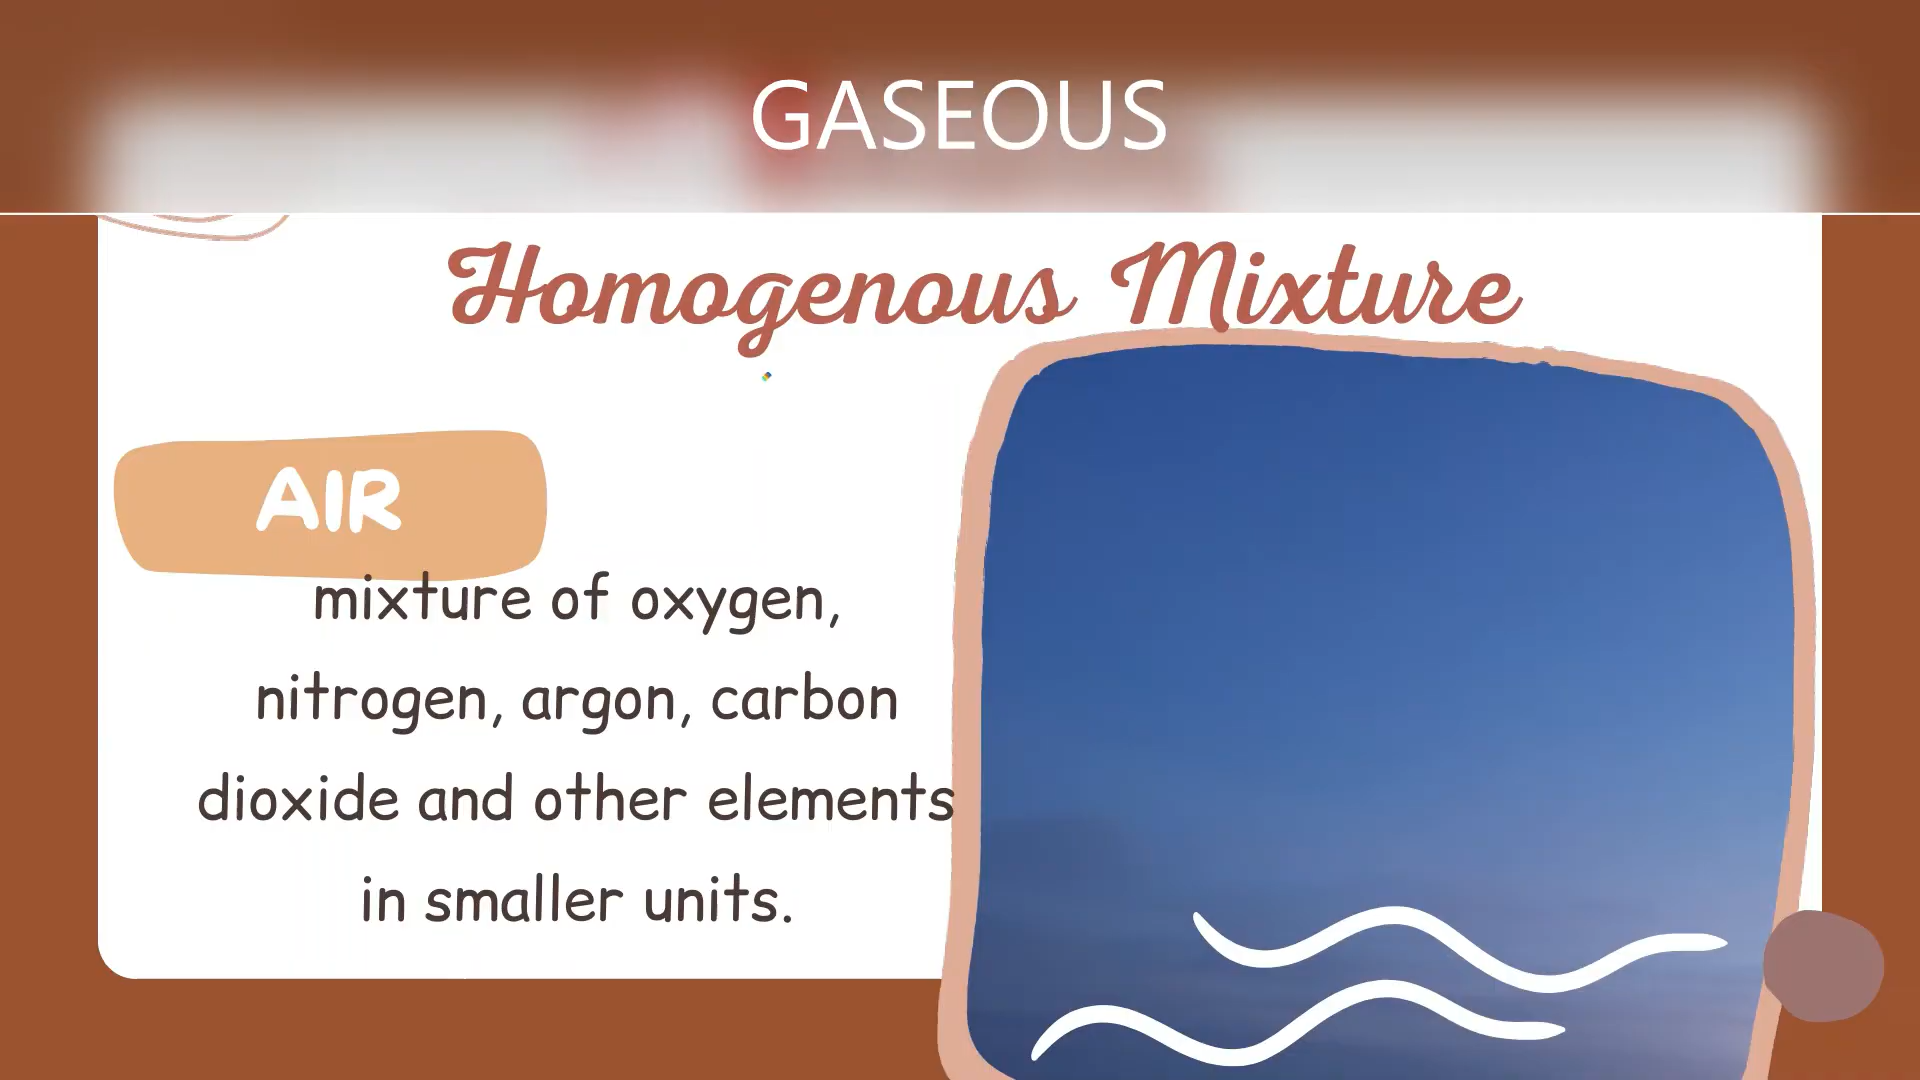 GASEOUS
Homogenous Mixture
AIR
mixture of oxygen,
nitrogen, argon, carbon
dioxide and other elements
in smaller units.